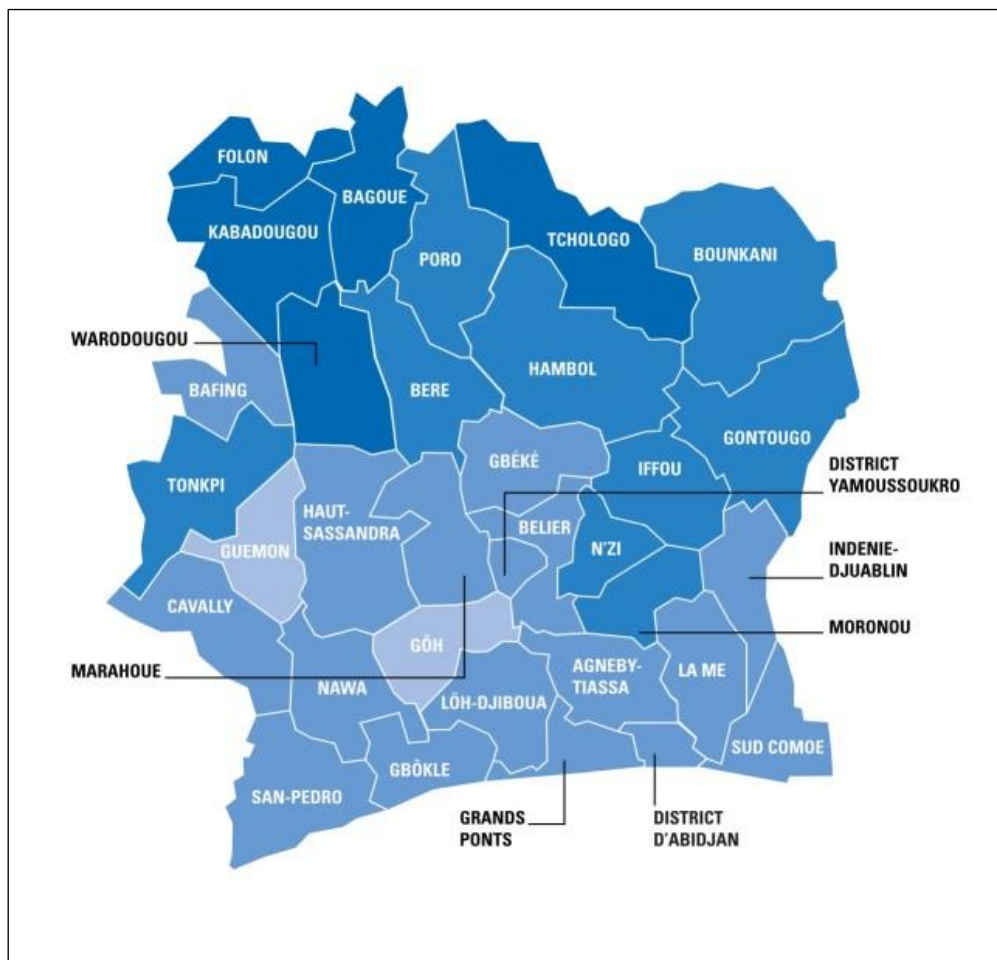 FOLON
BAGOUE
KABADOUGOU
PORO
TCHOLOGO
BOUNKANI
WARODOUGOU
BAFING
BERE
HAMBOL
GONTOUGO
GBÉKÉ
IFFOU
DISTRICT
YAMOUSSOUKRO
TONKPI
HAUT-
SASSANDRA
BELIER
GUEMON
N'ZI
INDENIE-
DJUABLIN
CAVALLY
MORONOU
GÔH
MARAHOUE
AGNEBY-
TIASSA
LA ME
NAWA
LÔH-DJIBOUA
SUD COMOE
GBÔKLE
SAN-PEDRO
GRANDS
PONTS
DISTRICT
D'ABIDJAN